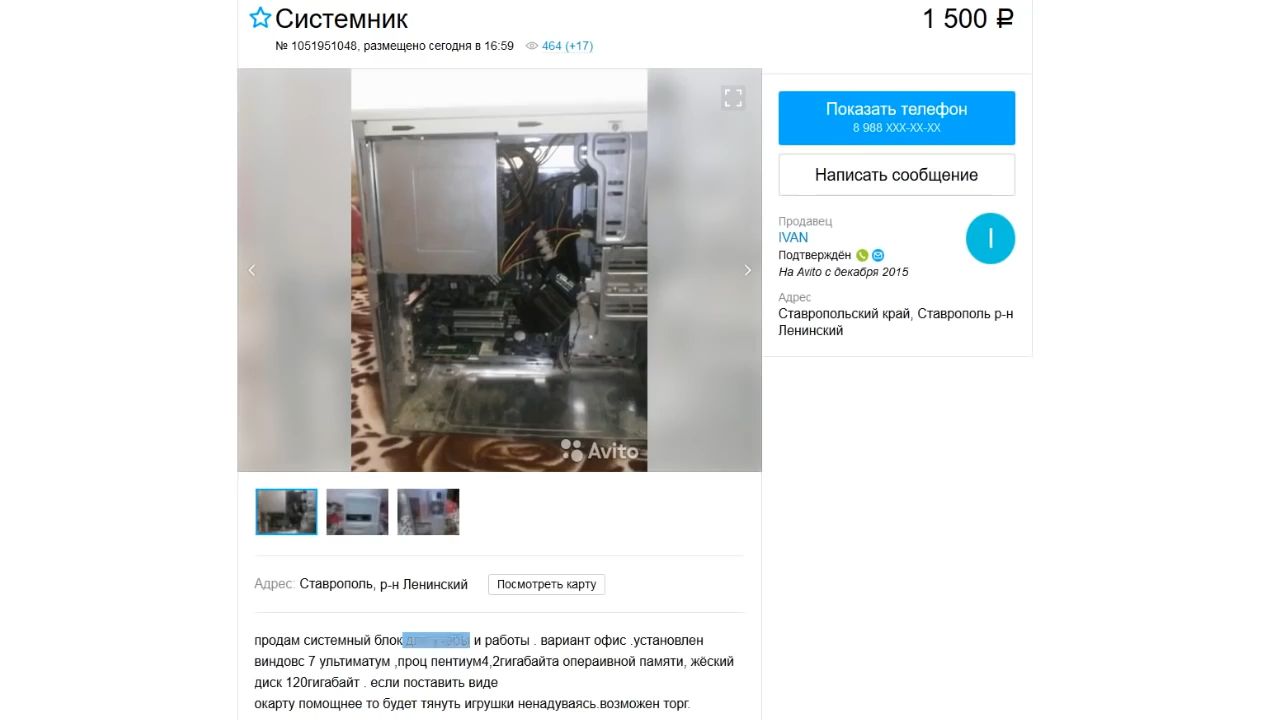 Системник
1 500 ₽
№ 1051951048, размещено сегодня в 16:59 464 (+17)
Показать телефон
8 988 XXX-XX-XX
Написать сообщение
Продавец
IVAN
I
Подтверждён
На Avito с декабря 2015
Адрес
Ставропольский край, Ставрополь р-н
Ленинский
Avito
Адрес: Ставрополь, р-н Ленинский Посмотреть карту
продам системный блок и работы . вариант офис .установлен
виндовс 7 ультиматум ,проц пентиум4,2гигабайта операивной памяти, жёский
диск 120гигабайт . если поставить виде
окарту помощнее то будет тянуть игрушки ненадуваясь.возможен торг.